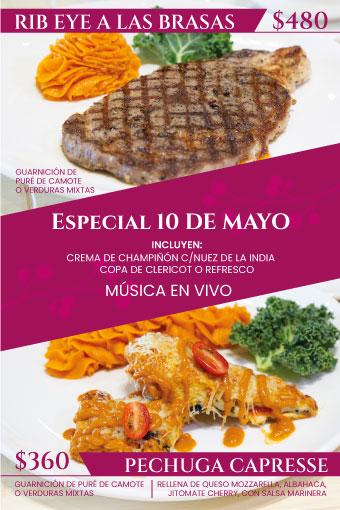 RIB EYE A LAS BRASAS
$480
GUARNICIÓN DE
PURÉ DE CAMOTE
O VERDURAS MIXTAS
ESPECIAL 10 DE MAYO
INCLUYEN:
CREMA DE CHAMPIÑÓN C/NUEZ DE LA INDIA
COPA DE CLERICOT O REFRESCO
MÚSICA EN VIVO
$360
PECHUGA CAPRESSE
GUARNICIÓN DE PURÉ DE CAMOTE
O VERDURAS MIXTAS
RELLENA DE QUESO MOZZARELLA, ALBAHACA,
JITOMATE CHERRY, CON SALSA MARINERA